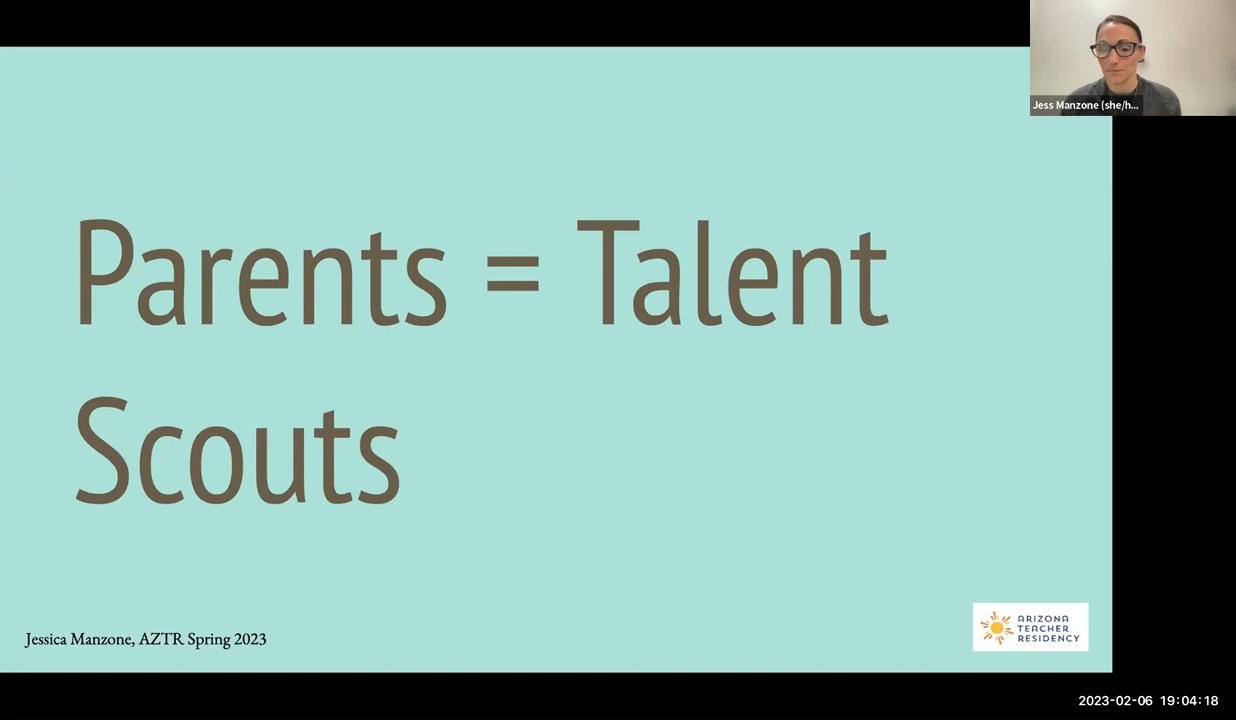 Jess Manzone (she/h...
Parents = Talent
Scouts
Jessica Manzone, AZTR Spring 2023
ARIZONA
TEACHER
RESIDENCY
2023-02-06 19:04:18